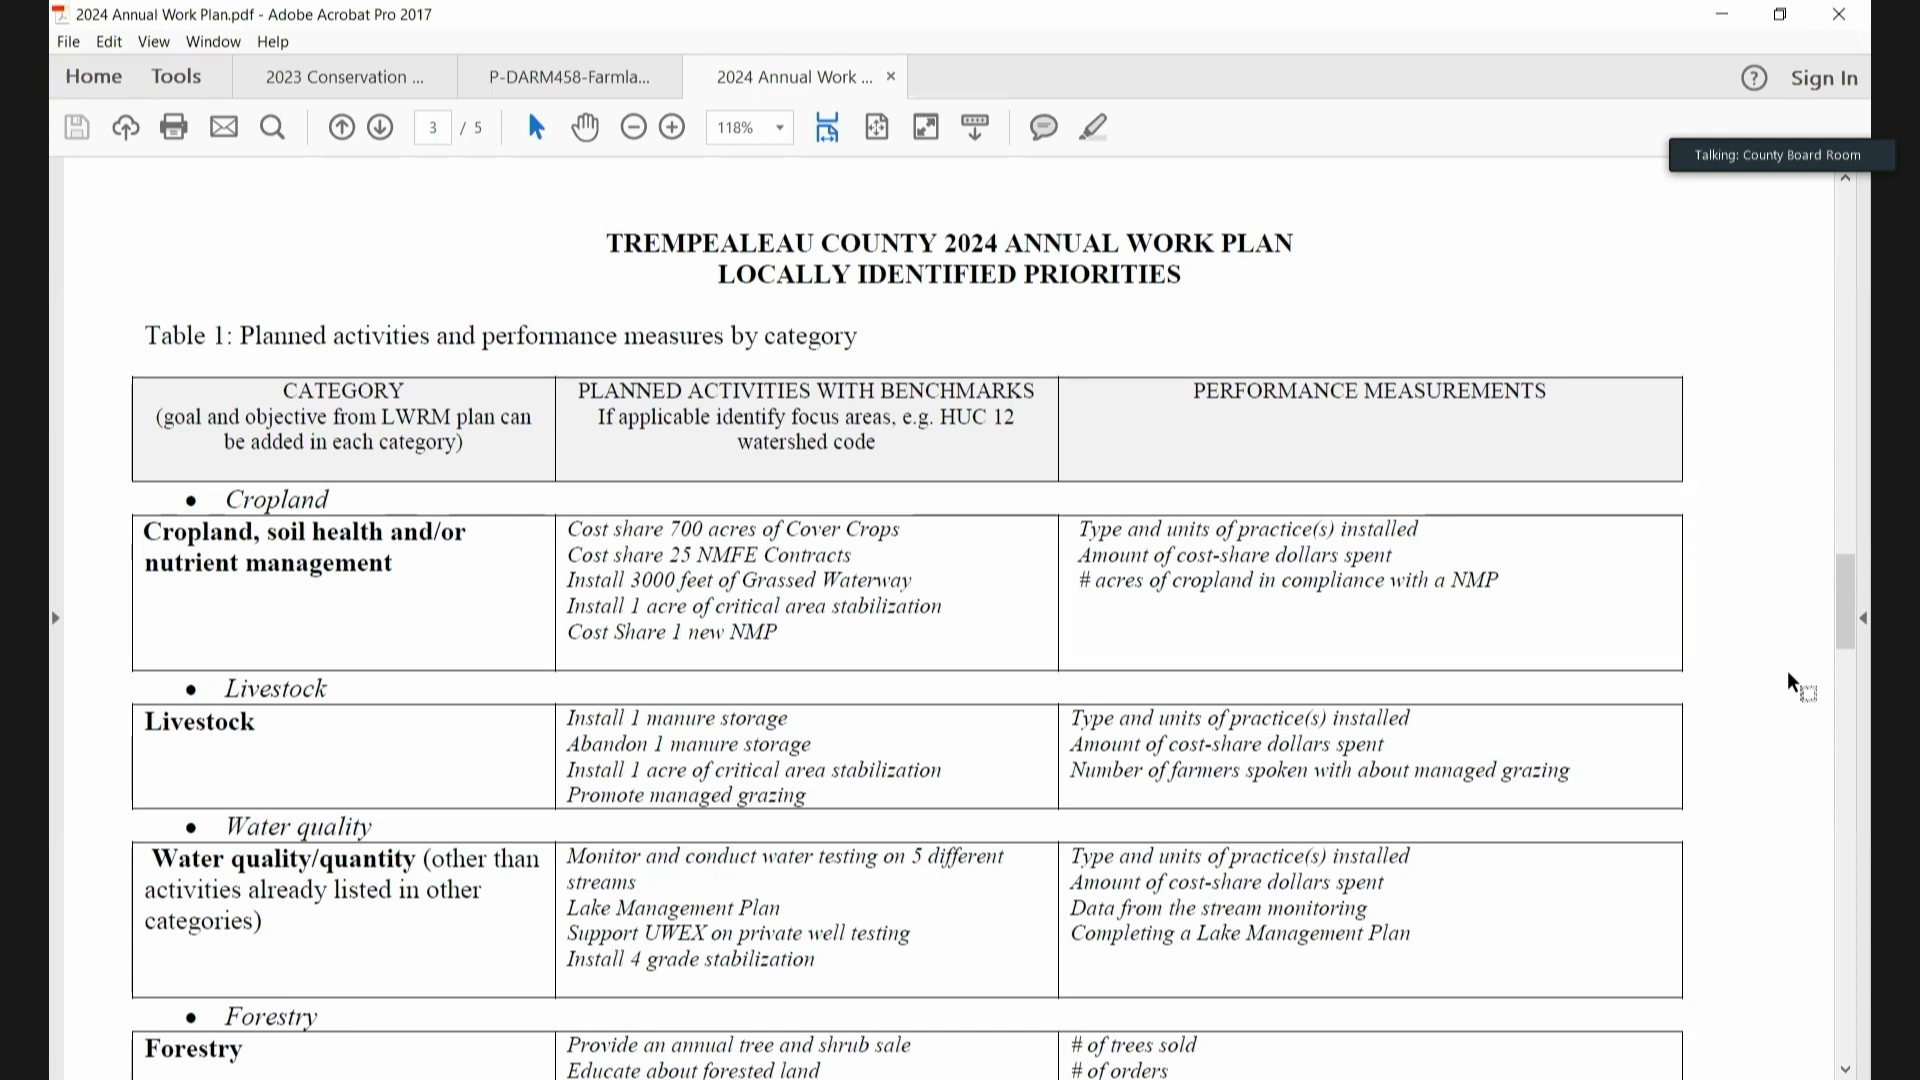 2024 Annual Work Plan.pdf - Adobe Acrobat Pro 2017
File Edit View Window Help
Home Tools 2023 Conservation ... P-DARM458-Farmla... 2024 Annual Work ... × ? Sign In
3 / 5 118%
Talking: County Board Room
TREMPEALEAU COUNTY 2024 ANNUAL WORK PLAN
LOCALLY IDENTIFIED PRIORITIES
Table 1: Planned activities and performance measures by category
CATEGORY
(goal and objective from LWRM plan can
be added in each category)
PLANNED ACTIVITIES WITH BENCHMARKS
If applicable identify focus areas, e.g. HUC 12
watershed code
PERFORMANCE MEASUREMENTS
• Cropland
Cropland, soil health and/or
nutrient management
Cost share 700 acres of Cover Crops
Cost share 25 NMFE Contracts
Install 3000 feet of Grassed Waterway
Install 1 acre of critical area stabilization
Cost Share 1 new NMP
Type and units of practice(s) installed
Amount of cost-share dollars spent
# acres of cropland in compliance with a NMP
• Livestock
Livestock
Install 1 manure storage
Abandon 1 manure storage
Install 1 acre of critical area stabilization
Promote managed grazing
Type and units of practice(s) installed
Amount of cost-share dollars spent
Number of farmers spoken with about managed grazing
• Water quality
Water quality/quantity (other than
activities already listed in other
categories)
Monitor and conduct water testing on 5 different
streams
Lake Management Plan
Support UWEX on private well testing
Install 4 grade stabilization
Type and units of practice(s) installed
Amount of cost-share dollars spent
Data from the stream monitoring
Completing a Lake Management Plan
• Forestry
Forestry
Provide an annual tree and shrub sale
Educate about forested land
# of trees sold
# of orders